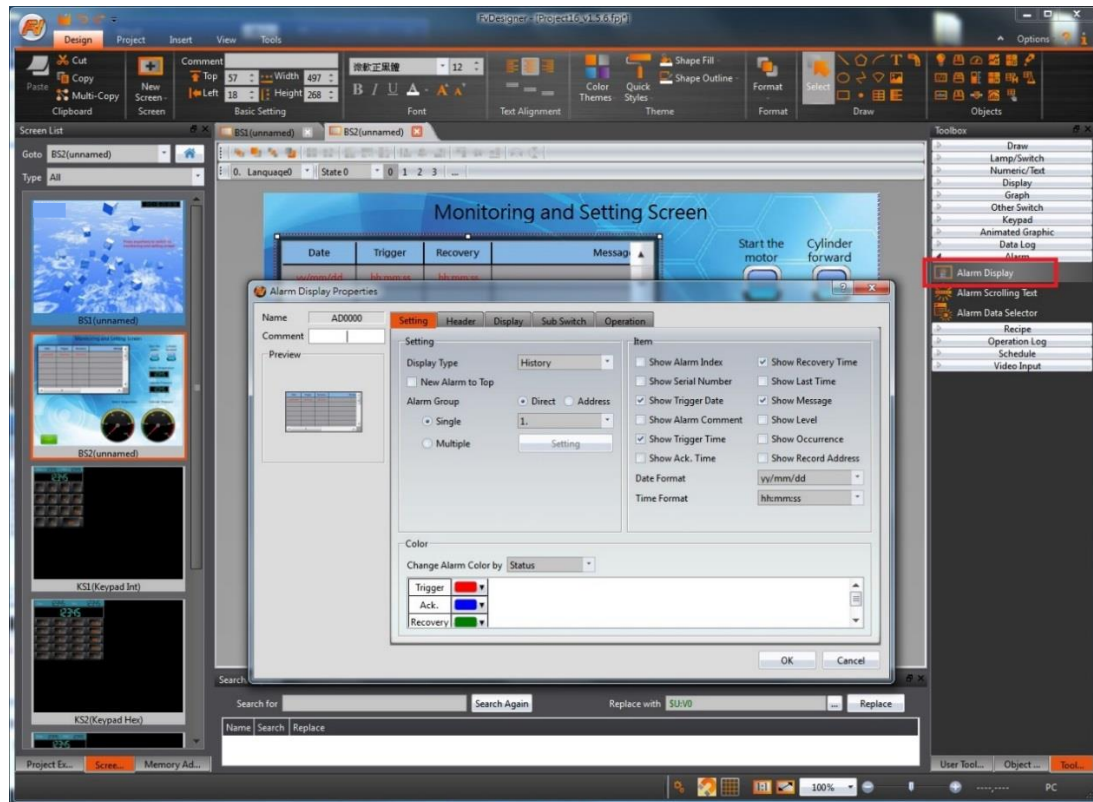 FvDesigner - [Project16_v1.5.6.fpj*]
Design Project Insert View Tools
Options
Paste
Cut
Copy
Multi-Copy
Clipboard
New
Screen
Screen
Comment
Top 57 Width 497
Left 18 Height 268
Basic Setting
微軟正黑體 12
B I U A A A
Font
Text Alignment
Color
Themes
Quick
Styles
Shape Fill
Shape Outline
Theme
Format
Format
Select
Draw
Objects
Screen List
Goto BS2(unnamed)
Type All
BS1(unnamed)
BS2(unnamed)
KS1(Keypad Int)
KS2(Keypad Hex)
12345
Project Ex... Scree... Memory Ad...
BS1(unnamed) BS2(unnamed)
0. Language0 State 0 0 1 2 3 ...
Monitoring and Setting Screen
Date Trigger Recovery Message
yy/mm/dd hh:mm:ss hh:mm:ss
Start the
motor
Cylinder
forward
Alarm Display Properties
Name AD0000
Comment
Preview
Setting Header Display Sub Switch Operation
Setting
Display Type History
New Alarm to Top
Alarm Group Direct Address
Single 1.
Multiple Setting
Item
Show Alarm Index Show Recovery Time
Show Serial Number Show Last Time
Show Trigger Date Show Message
Show Alarm Comment Show Level
Show Trigger Time Show Occurrence
Show Ack. Time Show Record Address
Date Format yy/mm/dd
Time Format hh:mm:ss
Color
Change Alarm Color by Status
Trigger
Ack.
Recovery
OK Cancel
Search
Search for Search Again Replace with $U:V0 ... Replace
Name Search Replace
Toolbox
Draw
Lamp/Switch
Numeric/Text
Display
Graph
Other Switch
Keypad
Animated Graphic
Data Log
Alarm
Alarm Display
Alarm Scrolling Text
Alarm Data Selector
Recipe
Operation Log
Schedule
Video Input
User Tool... Object ... Tool...
1:1 100% ----,---- PC